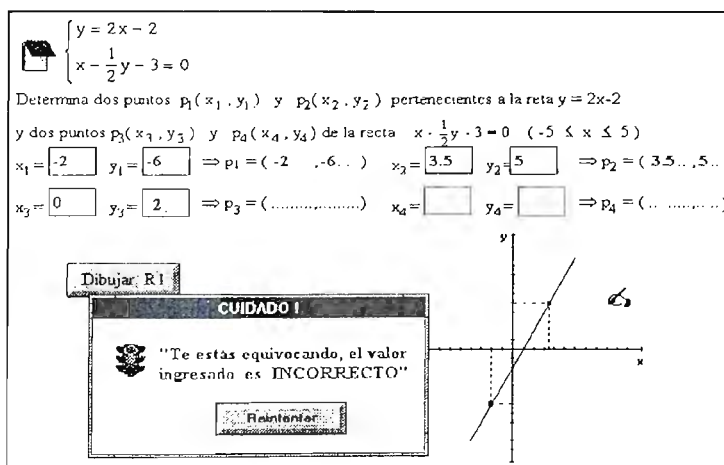 y = 2x - 2
x - 1/2 y - 3 = 0
Determina dos puntos p1( x1 , y1 ) y p2( x2 , y2 ) pertenecientes a la reta y = 2x-2
y dos puntos p3( x3 , y3 ) y p4( x4 , y4 ) de la recta x - 1/2 y - 3 = 0 ( -5 ≤ x ≤ 5 )
x1 = -2 y1 = -6 ⇒ p1 = ( -2 ,-6.. ) x2 = 3.5 y2 = 5 ⇒ p2 = ( 3.5.. ,5..
x3 = 0 y3 = 2. ⇒ p3 = (.......,........) x4 = y4 = ⇒ p4 = (.. ......,.....)
y
Dibujar R1
CUIDADO !
"Te estás equivocando, el valor
ingresado es INCORRECTO"
x
Reintentar